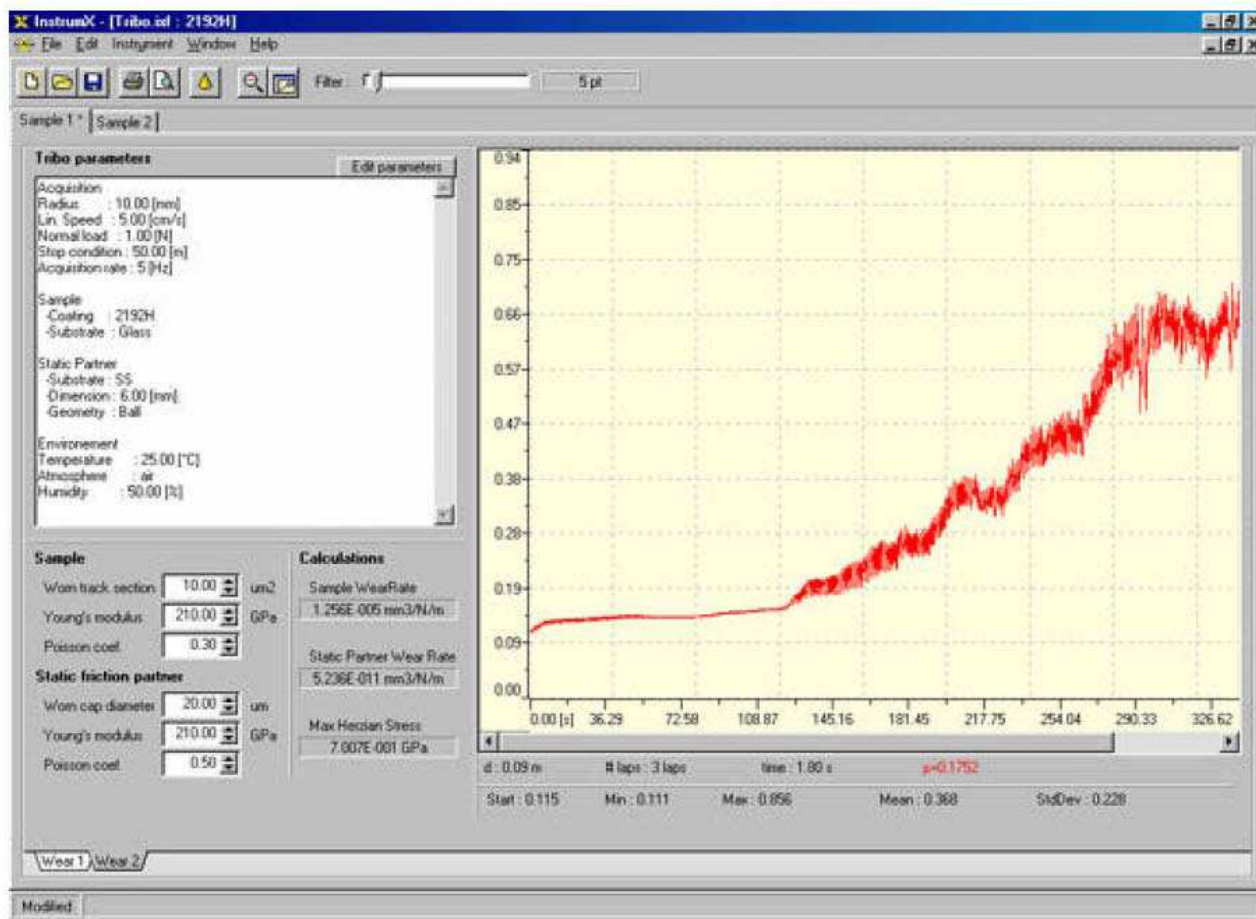 InstrumX - [Tribo.ixl : 2192H]
File Edit Instrument Window Help
Filter : 5 pt
Sample 1 * Sample 2
Tribo parameters
Edit parameters
Acquisition
Radius : 10.00 [mm]
Lin. Speed : 5.00 [cm/s]
Normal load : 1.00 [N]
Stop condition : 50.00 [m]
Acquisition rate : 5 [Hz]
Sample
-Coating : 2192H
-Substrate : Glass
Static Partner
-Substrate : SS
-Dimension : 6.00 [mm]
-Geometry : Ball
Environement
Temperature : 25.00 [°C]
Atmosphere : air
Humidity : 50.00 [%]
Sample
Worn track section 10.00 um2
Young's modulus 210.00 GPa
Poisson coef. 0.30
Static friction partner
Worn cap diameter 20.00 um
Young's modulus 210.00 GPa
Poisson coef. 0.50
Calculations
Sample WearRate
1.256E-005 mm3/N/m
Static Partner Wear Rate
5.236E-011 mm3/N/m
Max Herzian Stress
7.007E-001 GPa
0.94
0.85
0.75
0.66
0.57
0.47
0.38
0.28
0.19
0.09
0.00
0.00 [s] 36.29 72.58 108.87 145.16 181.45 217.75 254.04 290.33 326.62
d : 0.09 m # laps : 3 laps time : 1.80 s µ=0.1752
Start : 0.115 Min : 0.111 Max : 0.856 Mean : 0.368 StdDev : 0.228
Wear 1 Wear 2
Modified